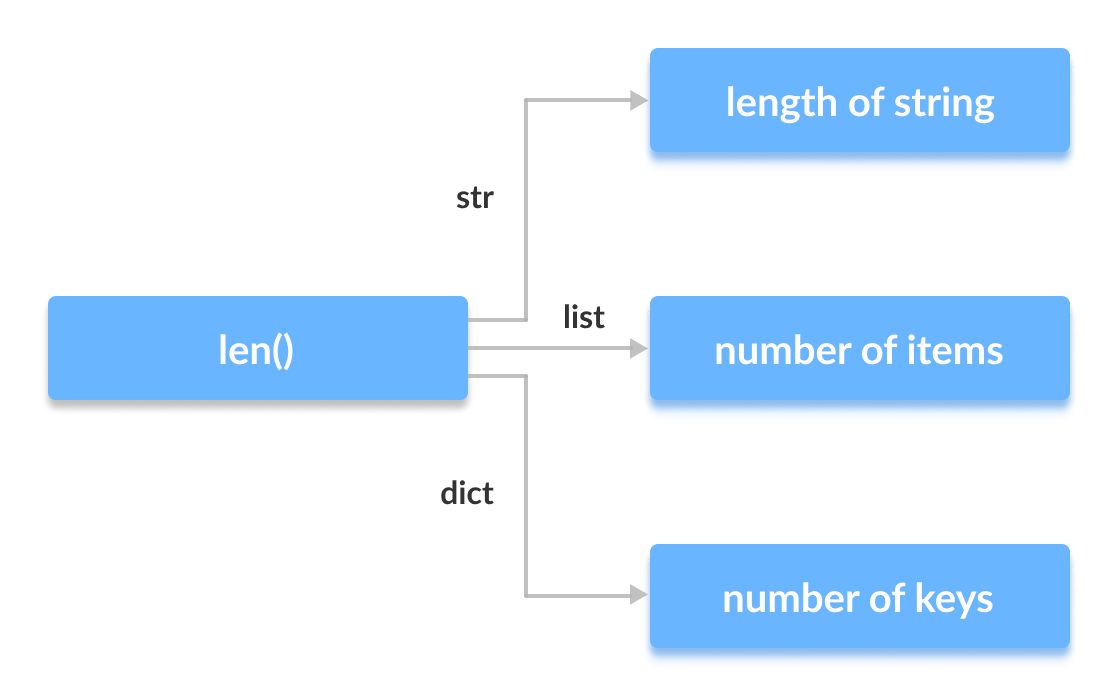 length of string
str
list
len()
number of items
dict
number of keys